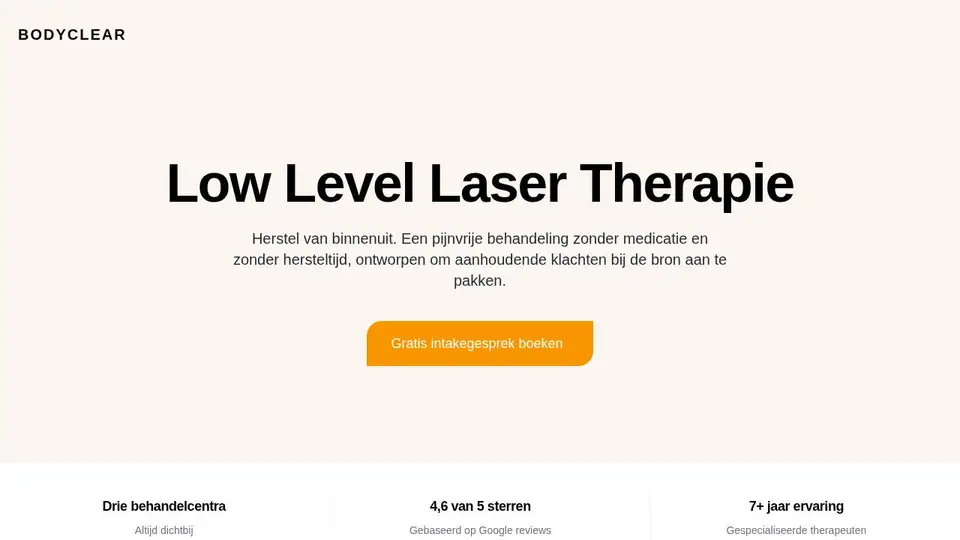 BODYCLEAR
Low Level Laser Therapie
Herstel van binnenuit. Een pijnvrije behandeling zonder medicatie en
zonder hersteltijd, ontworpen om aanhoudende klachten bij de bron aan te
pakken.
Gratis intakegesprek boeken
Drie behandelcentra
Altijd dichtbij
4,6 van 5 sterren
Gebaseerd op Google reviews
7+ jaar ervaring
Gespecialiseerde therapeuten